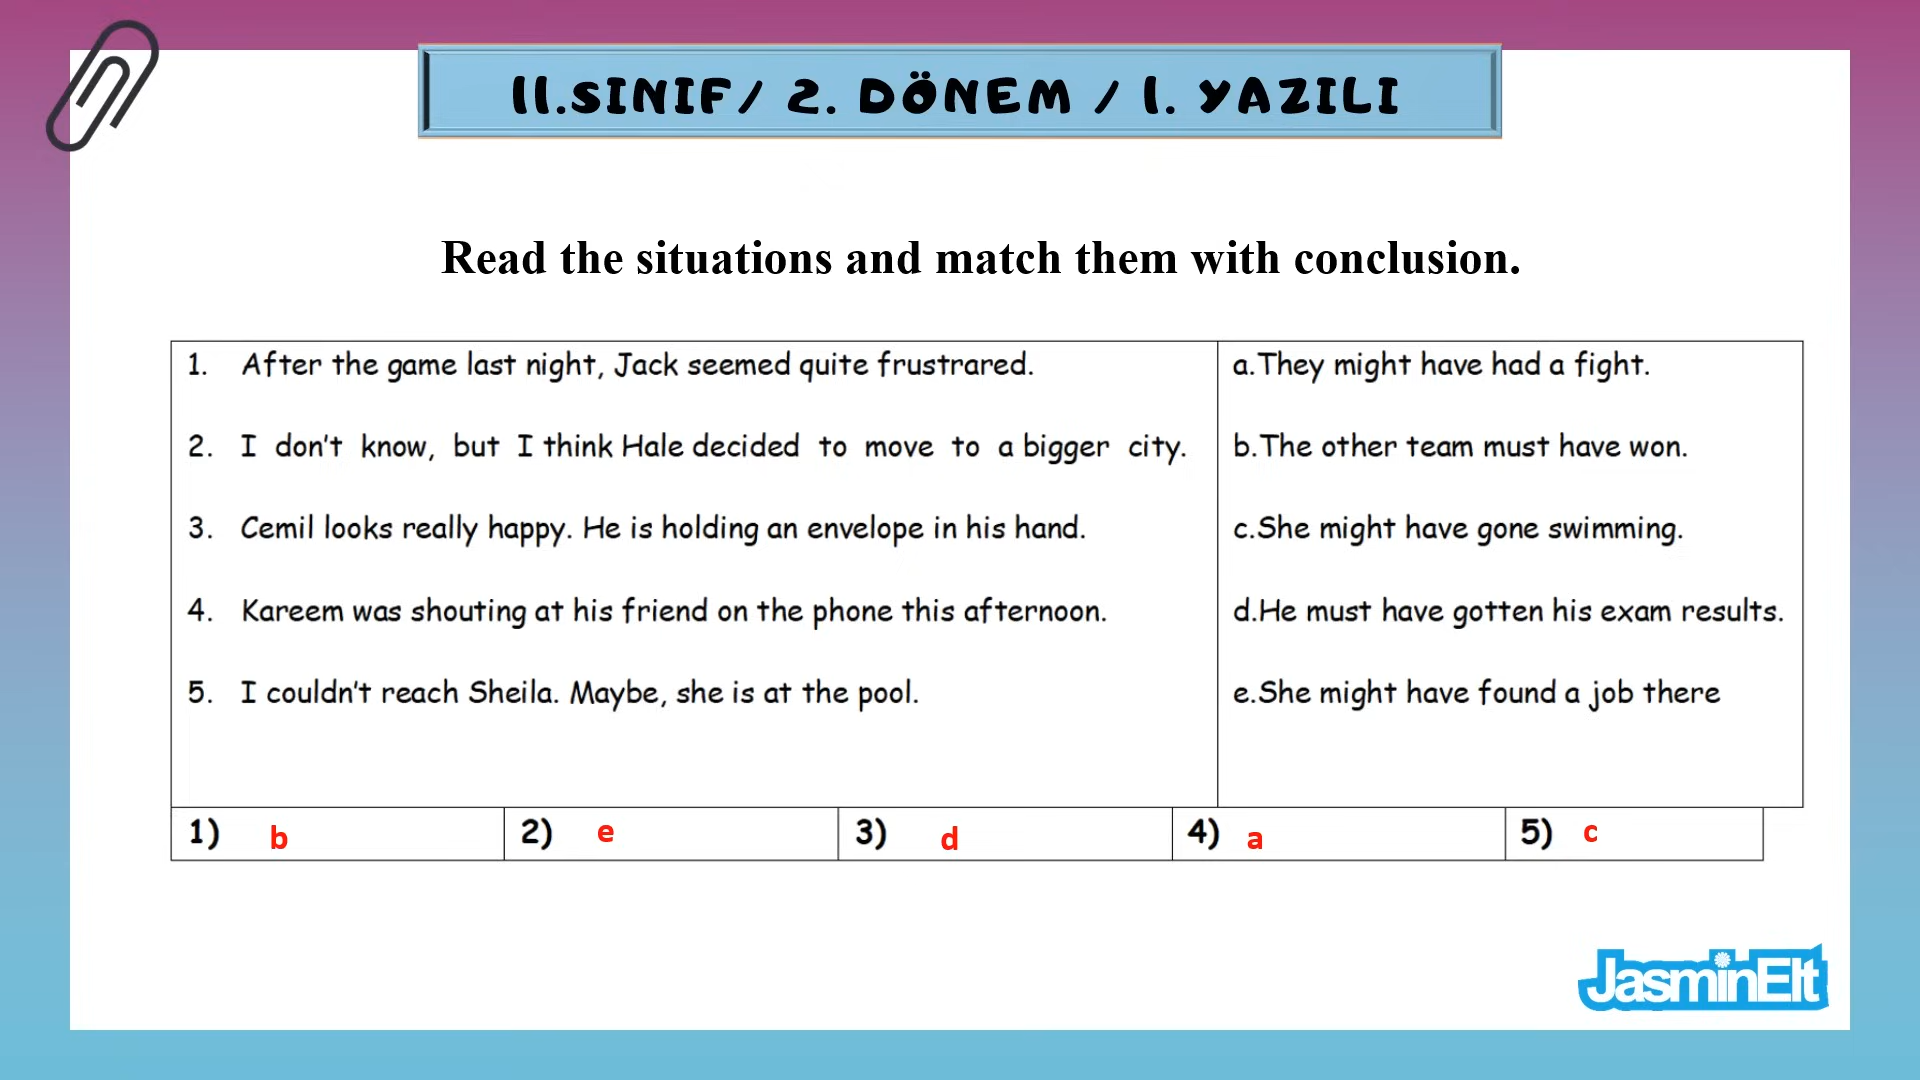 11.SINIF/ 2. DÖNEM / 1. YAZILI
Read the situations and match them with conclusion.
1. After the game last night, Jack seemed quite frustrared.
2. I don't know, but I think Hale decided to move to a bigger city.
3. Cemil looks really happy. He is holding an envelope in his hand.
4. Kareem was shouting at his friend on the phone this afternoon.
5. I couldn't reach Sheila. Maybe, she is at the pool.
a.They might have had a fight.
b.The other team must have won.
c.She might have gone swimming.
d.He must have gotten his exam results.
e.She might have found a job there
1) b 2) e 3) d 4) a 5) c
JasminElt